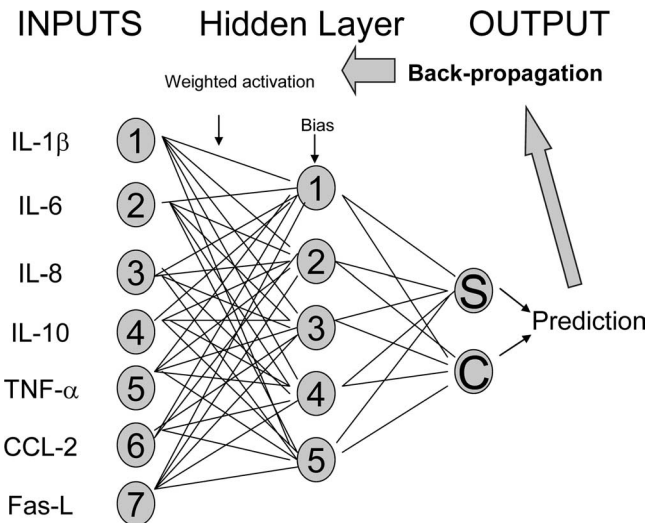 INPUTS Hidden Layer OUTPUT
Back-propagation
Weighted activation
Bias
IL-1β 1
IL-6 2
IL-8 3
IL-10 4
TNF-α 5
CCL-2 6
Fas-L 7
1
2
3
4
5
S
C
Prediction